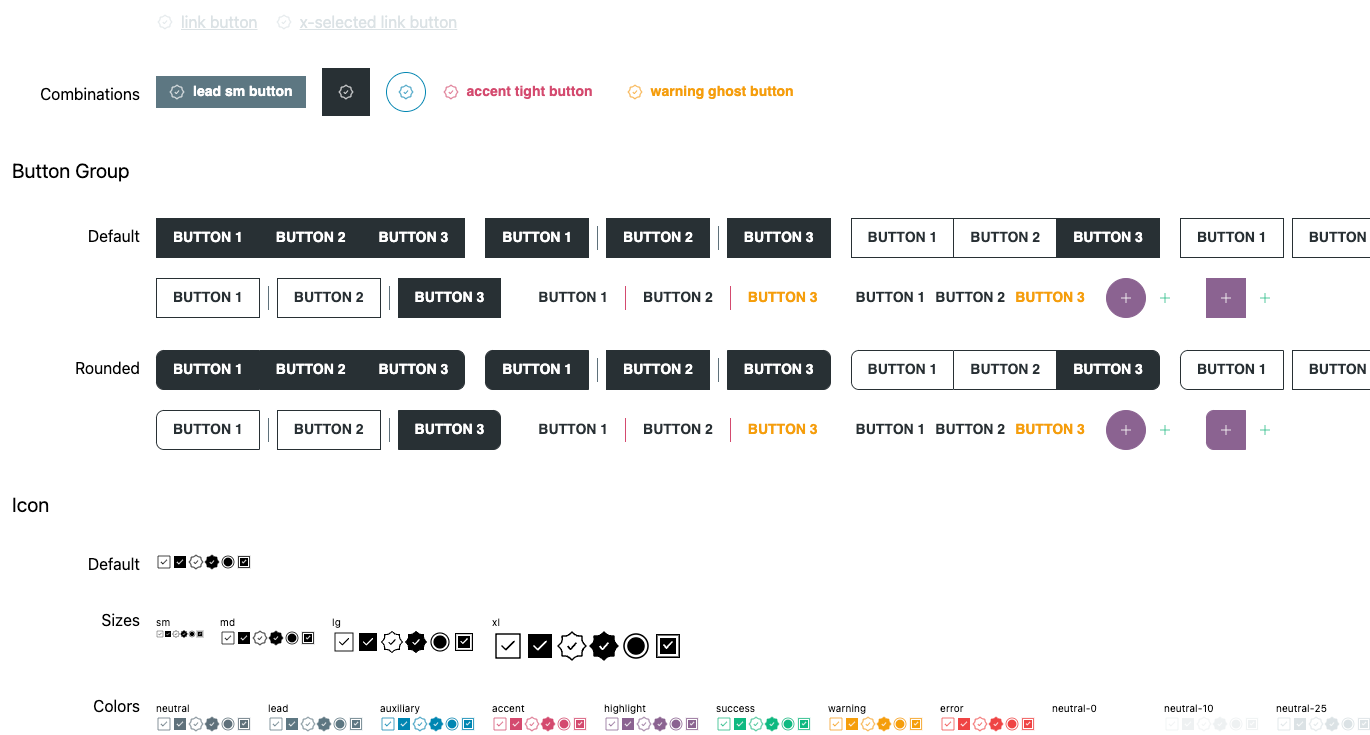 link button x-selected link button
Combinations lead sm button accent tight button warning ghost button
Button Group
Default BUTTON 1 BUTTON 2 BUTTON 3 BUTTON 1 BUTTON 2 BUTTON 3 BUTTON 1 BUTTON 2 BUTTON 3 BUTTON 1 BUTTON
BUTTON 1 BUTTON 2 BUTTON 3 BUTTON 1 BUTTON 2 BUTTON 3 BUTTON 1 BUTTON 2 BUTTON 3
Rounded BUTTON 1 BUTTON 2 BUTTON 3 BUTTON 1 BUTTON 2 BUTTON 3 BUTTON 1 BUTTON 2 BUTTON 3 BUTTON 1 BUTTON
BUTTON 1 BUTTON 2 BUTTON 3 BUTTON 1 BUTTON 2 BUTTON 3 BUTTON 1 BUTTON 2 BUTTON 3
Icon
Default
Sizes sm md lg xl
Colors neutral lead auxiliary accent highlight success warning error neutral-0 neutral-10 neutral-25